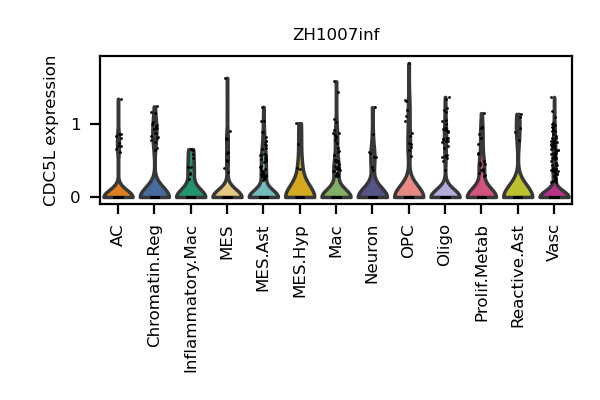 ZH1007inf
CDC5L expression
1
0
AC
Chromatin.Reg
Inflammatory.Mac
MES
MES.Ast
MES.Hyp
Mac
Neuron
OPC
Oligo
Prolif.Metab
Reactive.Ast
Vasc